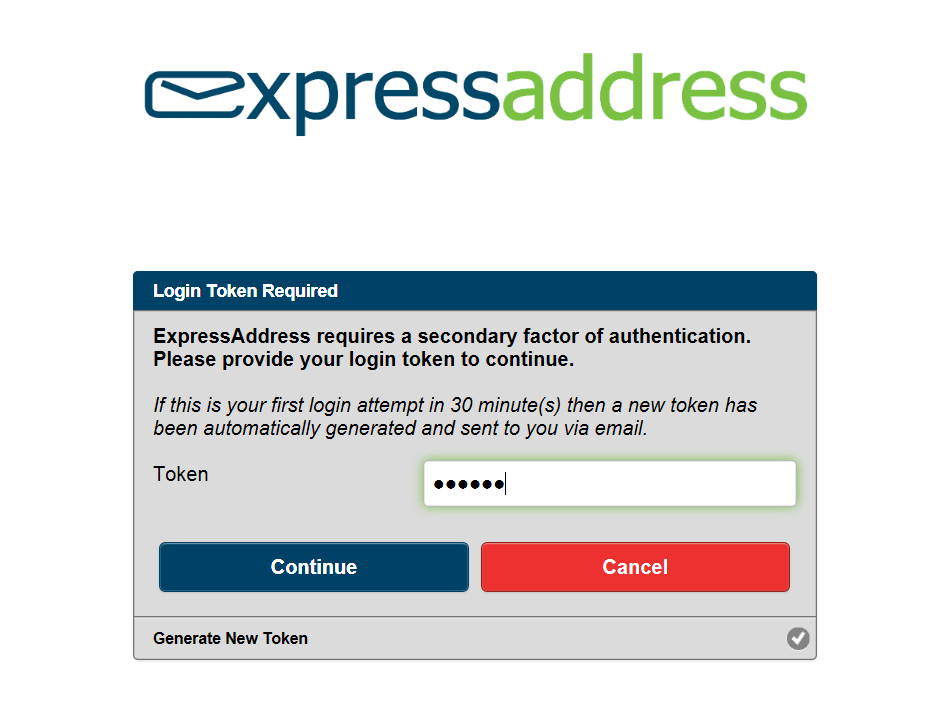 expressaddress
Login Token Required
ExpressAddress requires a secondary factor of authentication.
Please provide your login token to continue.
If this is your first login attempt in 30 minute(s) then a new token has
been automatically generated and sent to you via email.
Token
••••••
Continue Cancel
Generate New Token